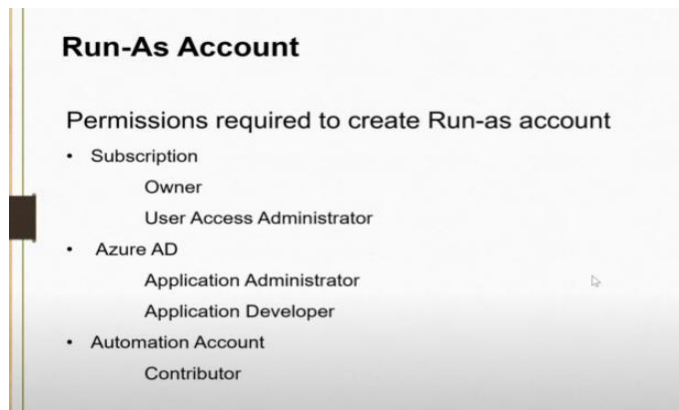 Run-As Account
Permissions required to create Run-as account
• Subscription
Owner
User Access Administrator
• Azure AD
Application Administrator
Application Developer
• Automation Account
Contributor